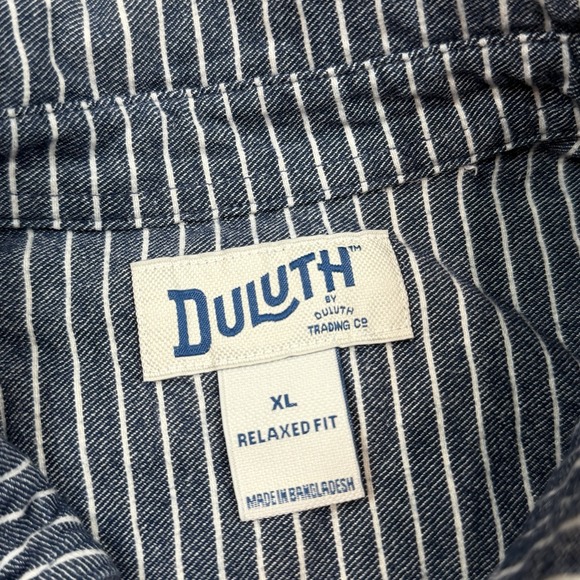 DULUTH™
BY
DULUTH
TRADING CO
XL
RELAXED FIT
MADE IN BANGLADESH